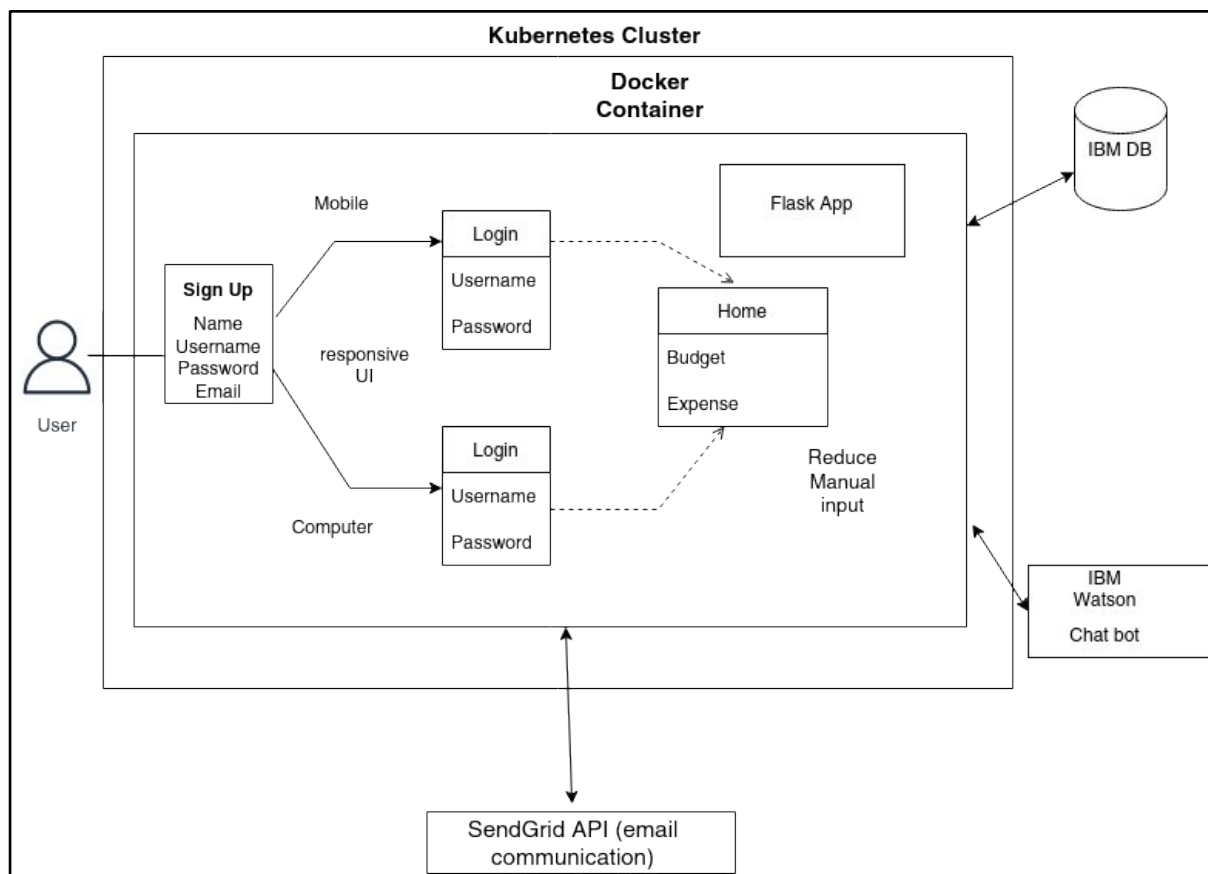 Kubernetes Cluster
Docker
Container
IBM DB
Flask App
Mobile
Login
Username
Password
Sign Up
Name
Username
Password
Email
User
responsive
UI
Home
Budget
Expense
Login
Username
Password
Computer
Reduce
Manual
input
IBM
Watson
Chat bot
SendGrid API (email
communication)